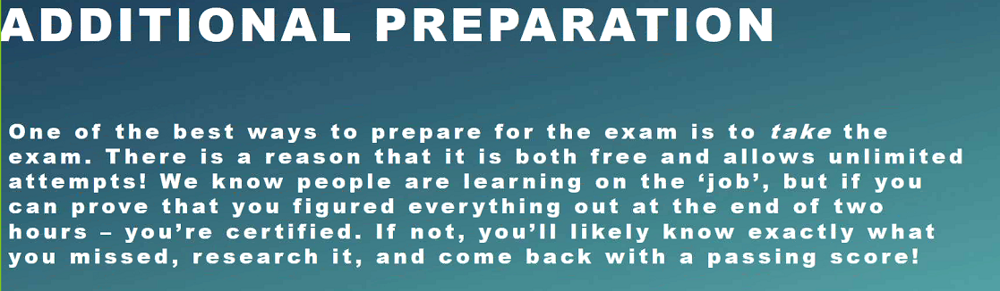 ADDITIONAL PREPARATION
One of the best ways to prepare for the exam is to take the
exam. There is a reason that it is both free and allows unlimited
attempts! We know people are learning on the ‘job’, but if you
can prove that you figured everything out at the end of two
hours – you’re certified. If not, you’ll likely know exactly what
you missed, research it, and come back with a passing score!